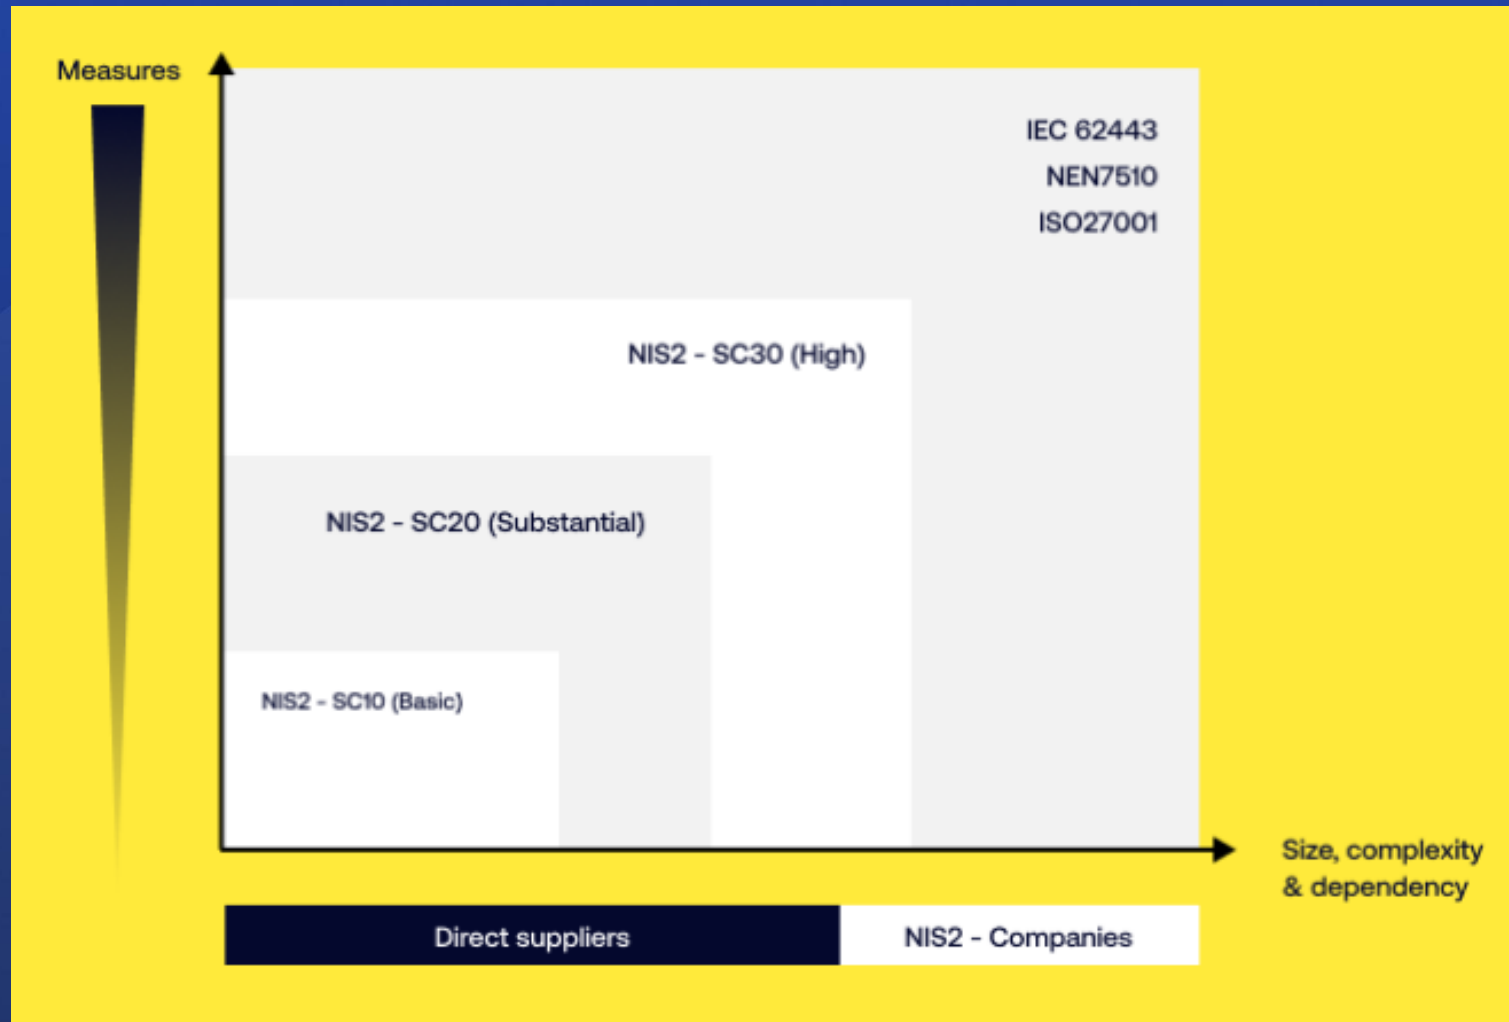 Measures
IEC 62443
NEN7510
ISO27001
NIS2 - SC30 (High)
NIS2 - SC20 (Substantial)
NIS2 - SC10 (Basic)
Size, complexity
& dependency
Direct suppliers
NIS2 - Companies